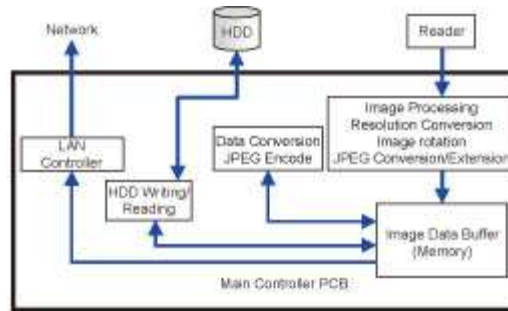 Network
HDD
Reader
LAN
Controller
HDD Writing/
Reading
Data Conversion
JPEG Encode
Image Processing
Resolution Conversion
Image rotation
JPEG Conversion/Extension
Image Data Buffer
(Memory)
Main Controller PCB